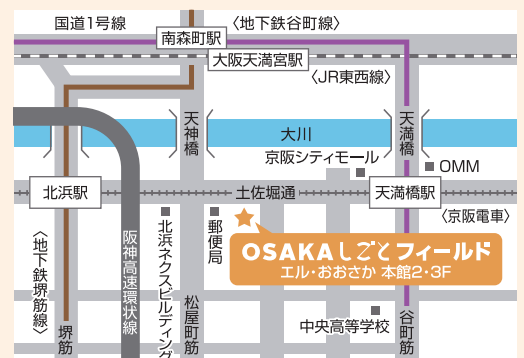 国道1号線
〈地下鉄谷町線〉
南森町駅
大阪天満宮駅
〈JR東西線〉
天神橋
大川
天満橋
京阪シティモール
OMM
北浜駅
土佐堀通
天満橋駅
〈京阪電車〉
〈地下鉄堺筋線〉
阪神高速環状線
北浜ネクスビルディング
郵便局
OSAKAしごとフィールド
エル・おおさか 本館2・3F
堺筋
松屋町筋
中央高等学校
谷町筋